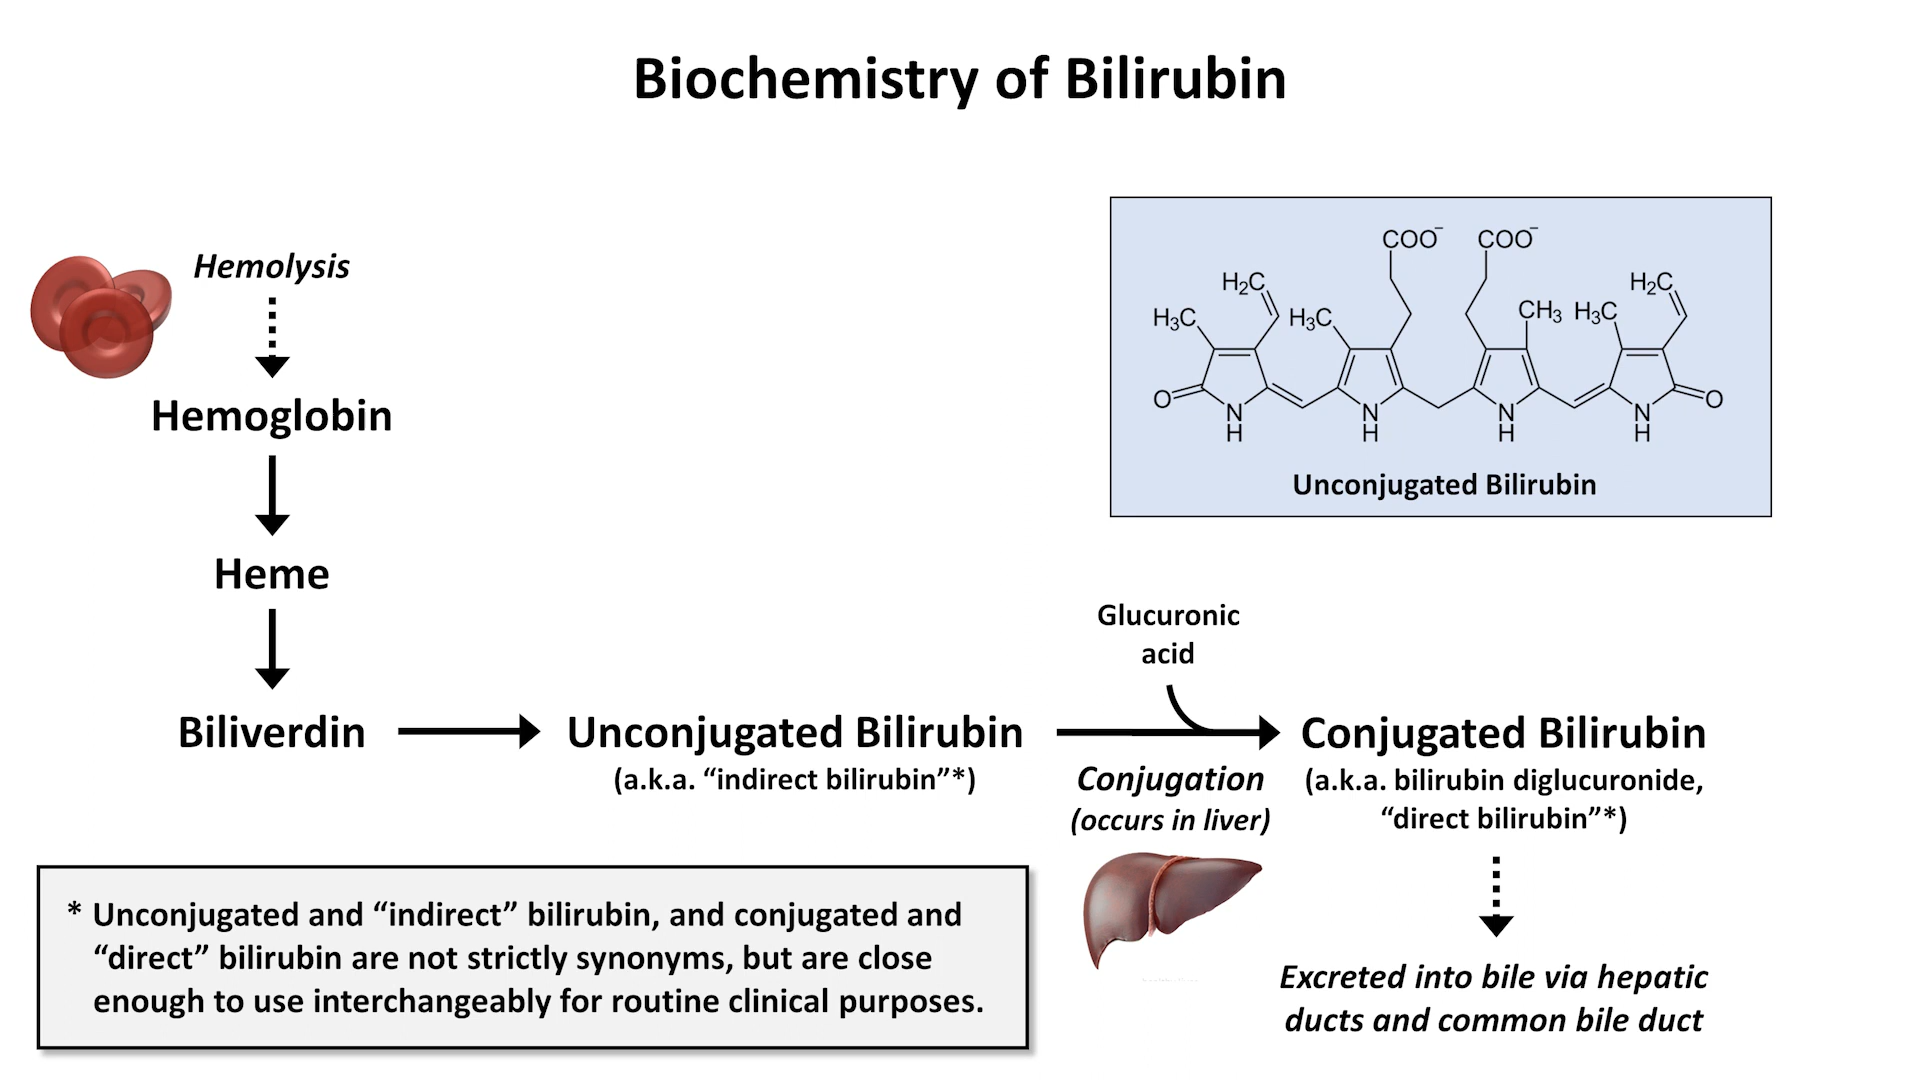 Biochemistry of Bilirubin
Hemolysis
Hemoglobin
Heme
Biliverdin
Unconjugated Bilirubin
(a.k.a. “indirect bilirubin”*)
Glucuronic
acid
Conjugation
(occurs in liver)
Conjugated Bilirubin
(a.k.a. bilirubin diglucuronide,
“direct bilirubin”*)
Excreted into bile via hepatic
ducts and common bile duct
COO⁻ COO⁻
H₂C H₂C
H₃C H₃C CH₃ H₃C
O O
N N N N
H H H H
Unconjugated Bilirubin
* Unconjugated and “indirect” bilirubin, and conjugated and
“direct” bilirubin are not strictly synonyms, but are close
enough to use interchangeably for routine clinical purposes.